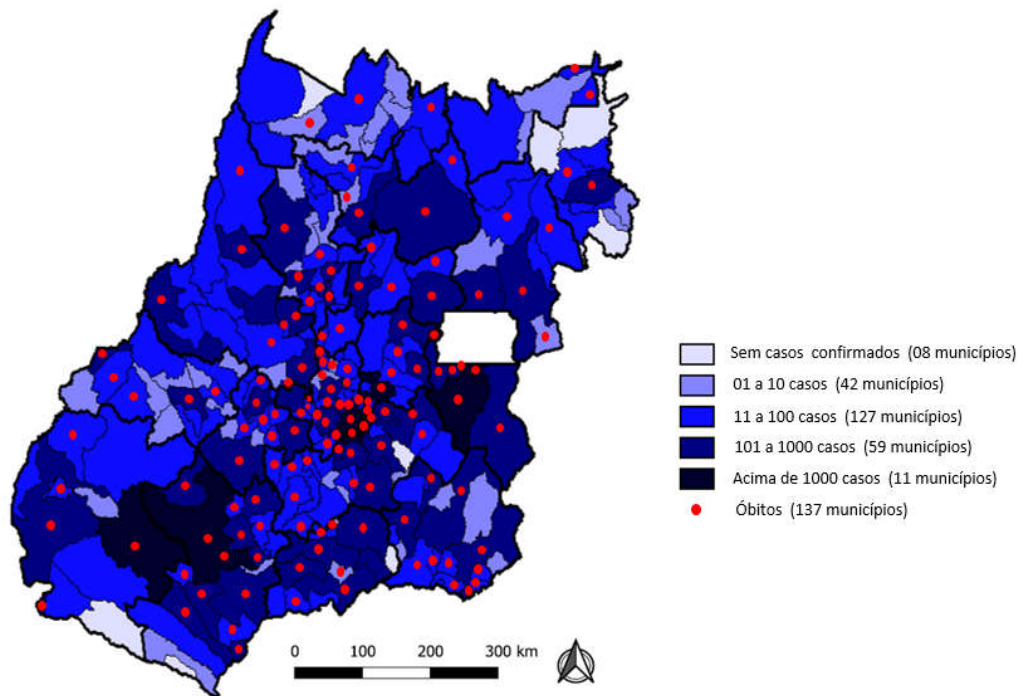 Sem casos confirmados (08 municípios)
01 a 10 casos (42 municípios)
11 a 100 casos (127 municípios)
101 a 1000 casos (59 municípios)
Acima de 1000 casos (11 municípios)
Óbitos (137 municípios)
0 100 200 300 km